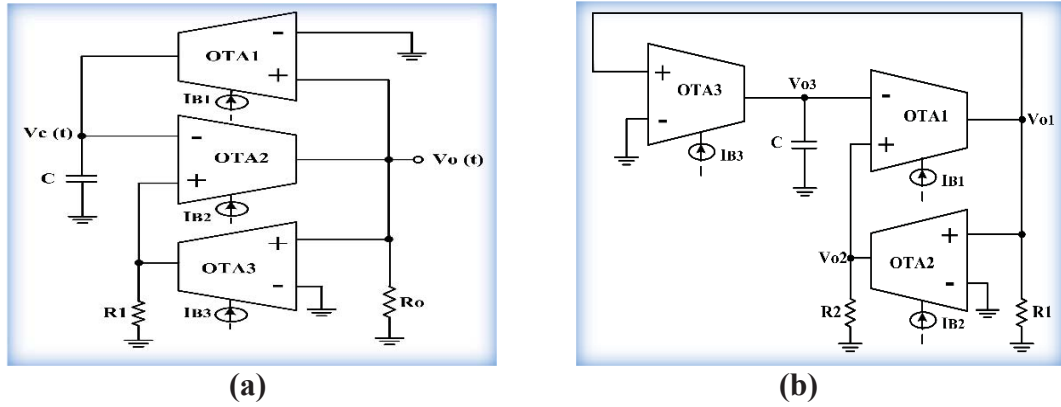 OTA1
-
+
IB1
Vc (t)
-
OTA2
+
Vo (t)
C
IB2
+
OTA3
-
R1
IB3
Ro
(a)
+
OTA3
-
IB3
Vo3
C
-
OTA1
+
Vo1
IB1
Vo2
OTA2
+
-
R2
IB2
R1
(b)